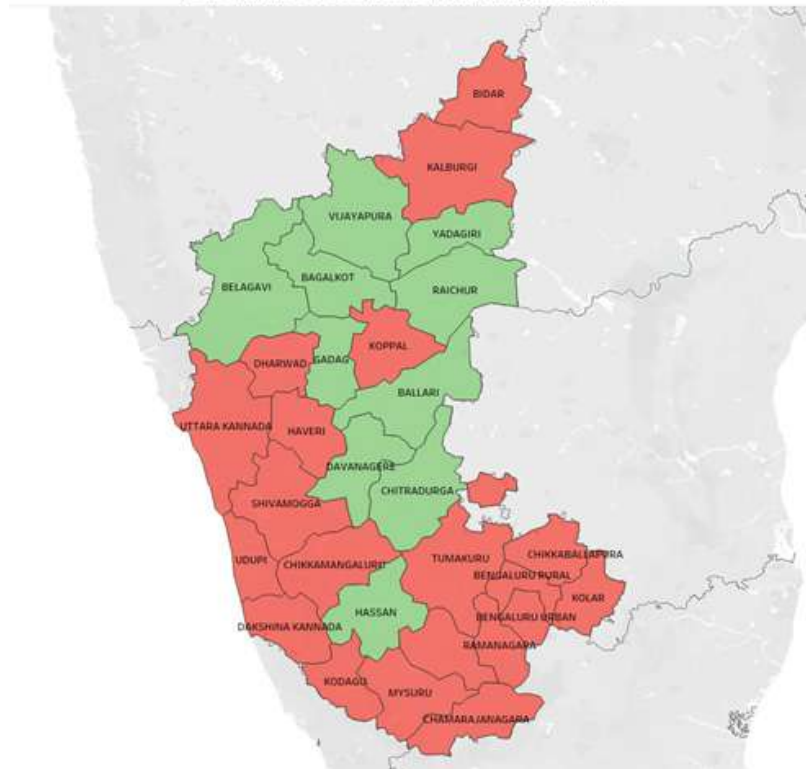 BIDAR
KALBURGI
VIJAYAPURA
YADAGIRI
BELAGAVI
BAGALKOT
RAICHUR
DHARWAD
GADAG
KOPPAL
BALLARI
UTTARA KANNADA
HAVERI
DAVANAGERE
CHITRADURGA
SHIVAMOGGA
UDUPI
CHIKKAMANGALURU
TUMAKURU
CHIKKABALLAPURA
BENGALURU RURAL
KOLAR
HASSAN
BENGALURU URBAN
DAKSHINA KANNADA
RAMANAGARA
KODAGU
MYSURU
CHAMARAJANAGARA